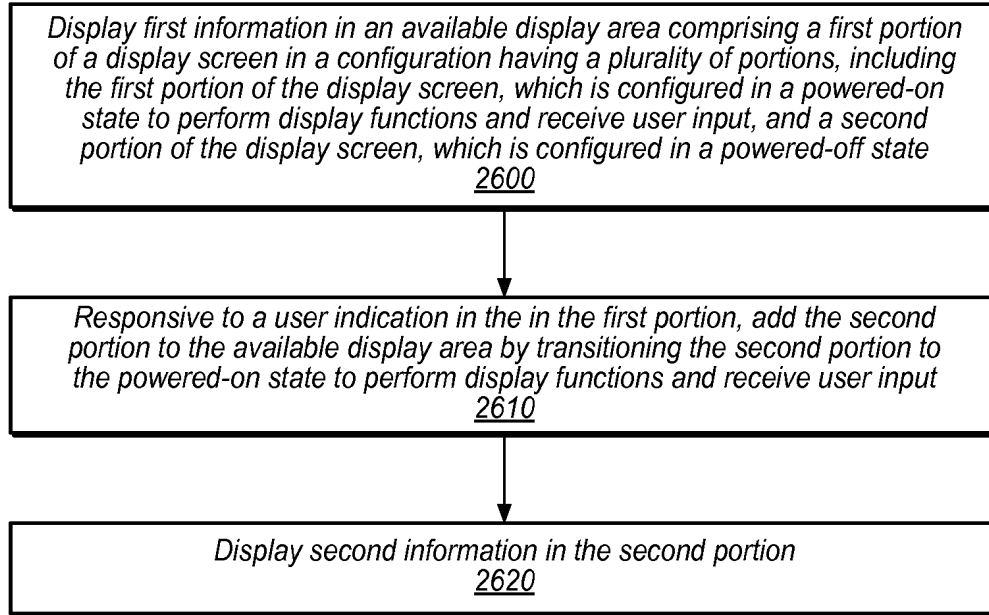 Display first information in an available display area comprising a first portion
of a display screen in a configuration having a plurality of portions, including
the first portion of the display screen, which is configured in a powered-on
state to perform display functions and receive user input, and a second
portion of the display screen, which is configured in a powered-off state
2600
Responsive to a user indication in the in the first portion, add the second
portion to the available display area by transitioning the second portion to
the powered-on state to perform display functions and receive user input
2610
Display second information in the second portion
2620